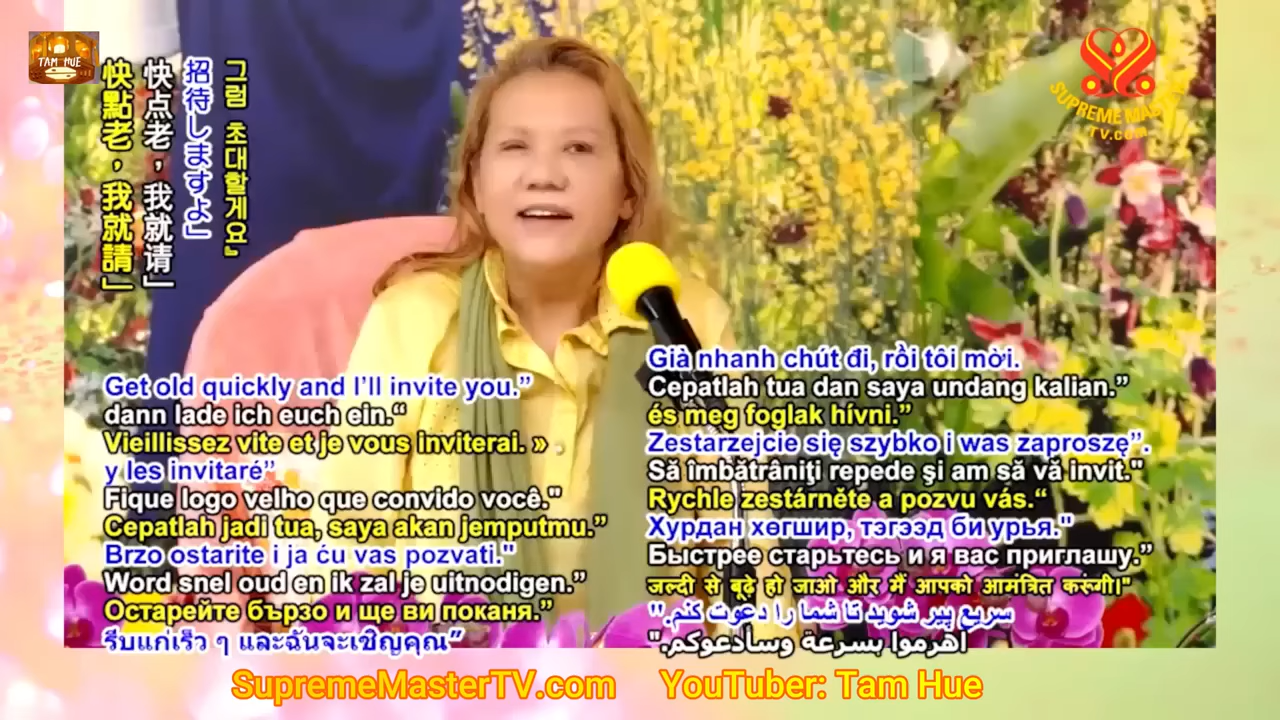 TAM HUE
SUPREME MASTER
TV.com
그럼 초대할게요』
招待しますよ」
快点老，我就请」
快點老，我就請」
Get old quickly and I’ll invite you.”
dann lade ich euch ein.“
Vieillissez vite et je vous inviterai. » .
y les invitaré”
Fique logo velho que convido você."
Cepatlah jadi tua, saya akan jemputmu.”
Brzo ostarite i ja ću vas pozvati."
Word snel oud en ik zal je uitnodigen.”
Остарейте бързо и ще ви поканя.”
รีบแก่เร็ว ๆ และฉันจะเชิญคุณ”
Già nhanh chút đi, rồi tôi mời.
Cepatlah tua dan saya undang kalian.”
és meg foglak hívni.”
Zestarzejcie się szybko i was zaproszę”.
Să îmbătrâniţi repede şi am să vă invit."
Rychle zestárněte a pozvu vás.“
Хурдан хөгшир, тэгээд би урья."
Быстрее старьтесь и я вас приглашу.”
जल्दी से बूढ़े हो जाओ और मैं आपको आमंत्रित करूंगी।"
سریع پیر شوید تا شما را دعوت کنم."
اهرموا بسرعة وسأدعوكم."
SupremeMasterTV.com YouTuber: Tam Hue